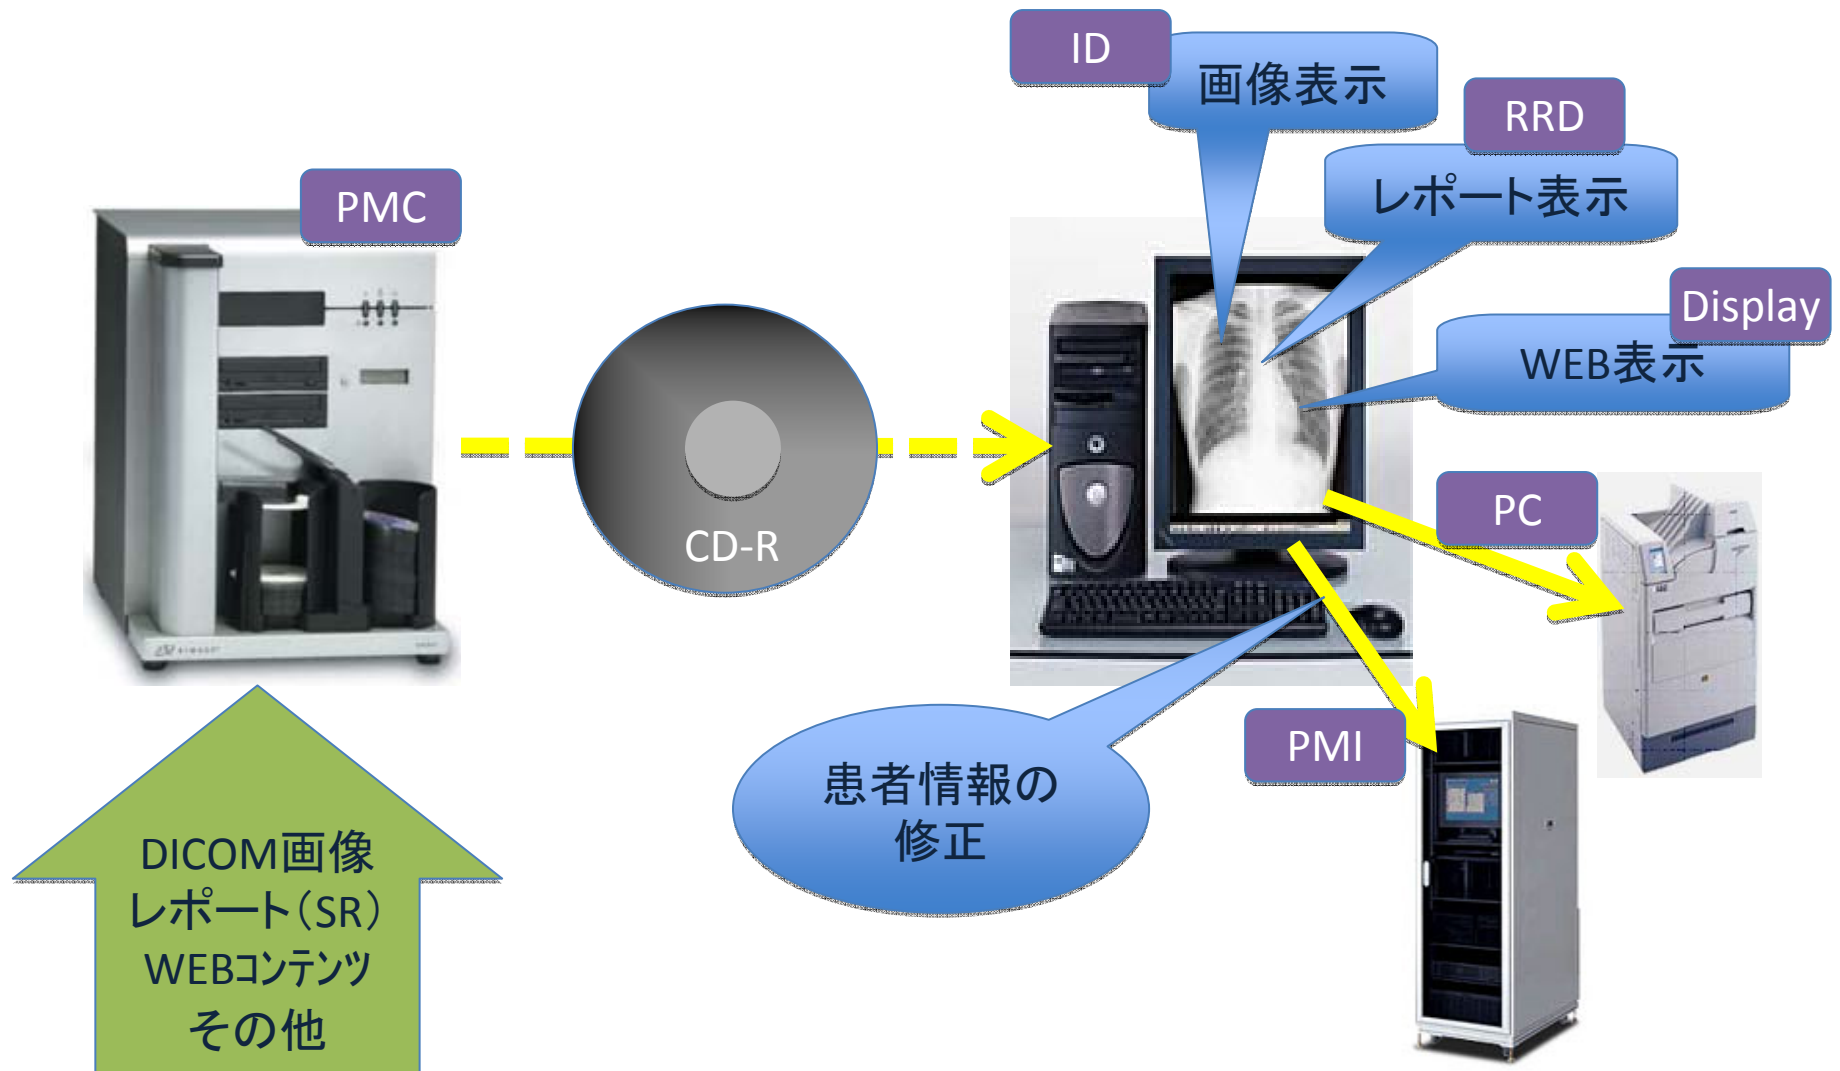 ID
画像表示
RRD
レポート表示
PMC
Display
WEB表示
CD-R
PC
PMI
患者情報の
修正
DICOM画像
レポート（SR）
WEBコンテンツ
その他